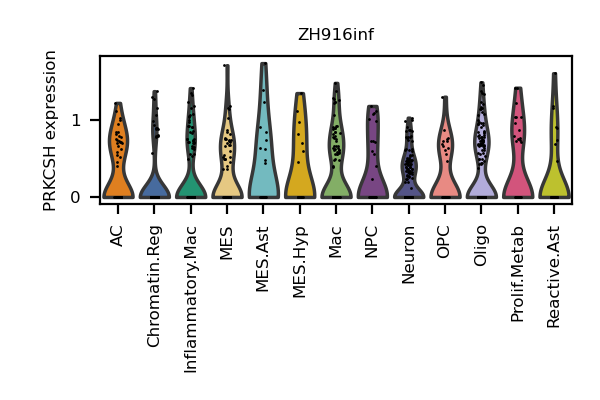 ZH916inf
PRKCSH expression
1
0
AC
Chromatin.Reg
Inflammatory.Mac
MES
MES.Ast
MES.Hyp
Mac
NPC
Neuron
OPC
Oligo
Prolif.Metab
Reactive.Ast